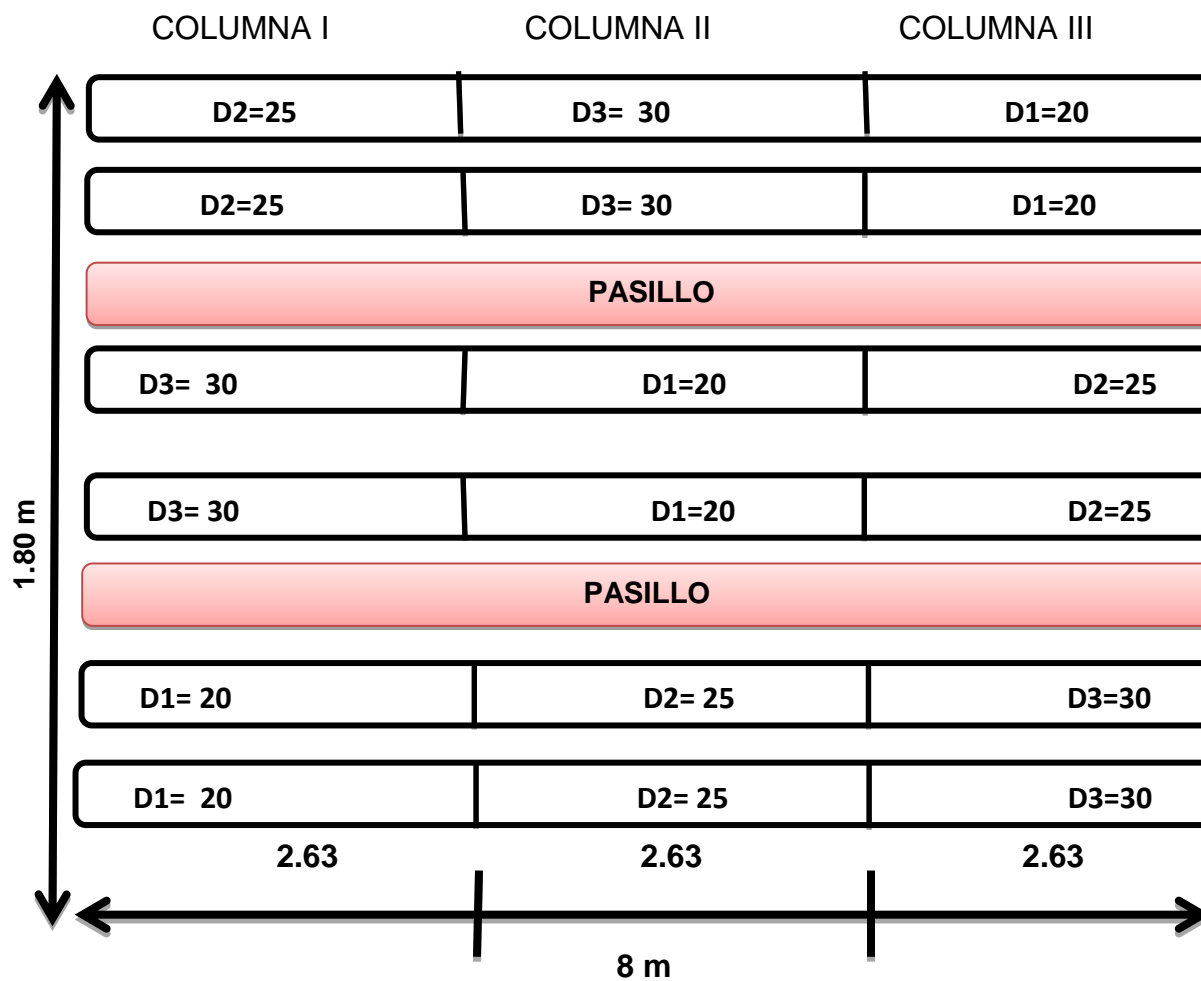 COLUMNA I COLUMNA II COLUMNA III
D2=25 D3= 30 D1=20
D2=25 D3= 30 D1=20
PASILLO
D3= 30 D1=20 D2=25
D3= 30 D1=20 D2=25
1.80 m
PASILLO
D1= 20 D2= 25 D3=30
D1= 20 D2= 25 D3=30
2.63 2.63 2.63
8 m